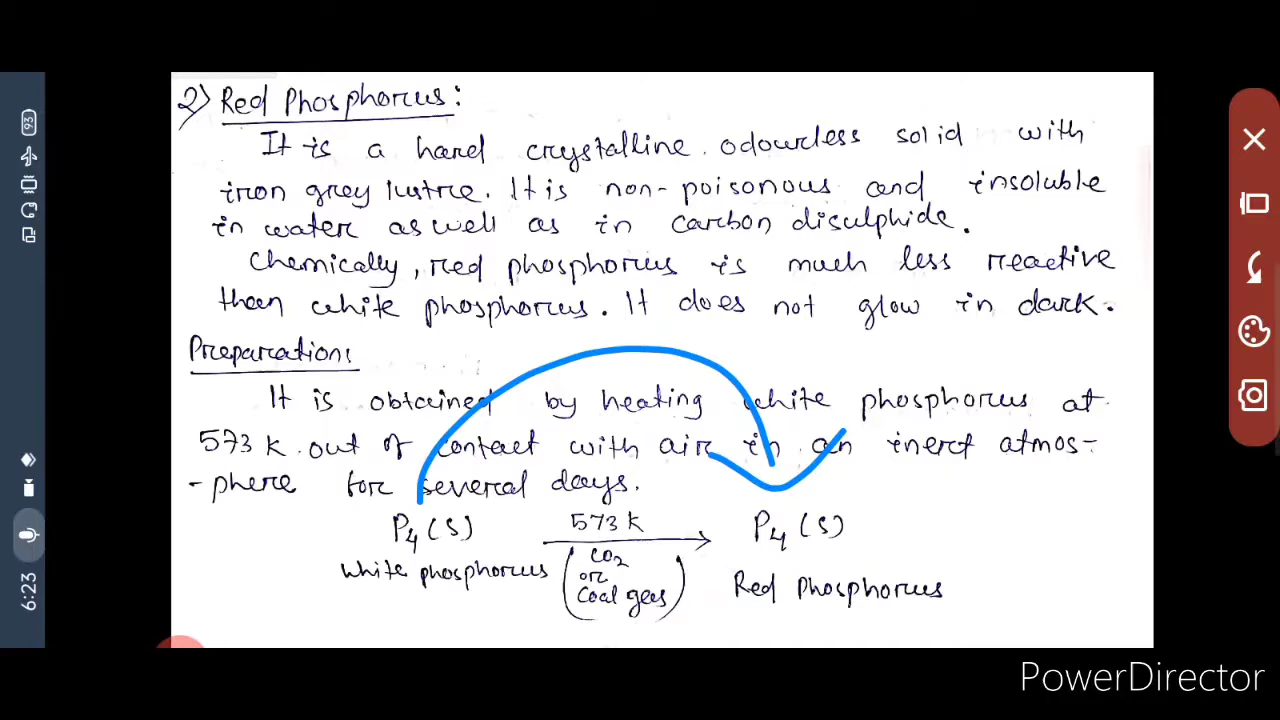 2) Red Phosphorus:
It is a hard crystalline odourless solid with
iron grey lustre. It is non-poisonous and insoluble
in water as well as in carbon disulphide.
Chemically, red phosphorus is much less reactive
than white phosphorus. It does not glow in dark.
Preparation:
It is obtained by heating white phosphorus at
573 K out of contact with air in an inert atmos-
-phere for several days.
P4 (s) 573 K P4 (s)
White phosphorus (CO2 or Coal gas) Red Phosphorus
93
6:23
PowerDirector